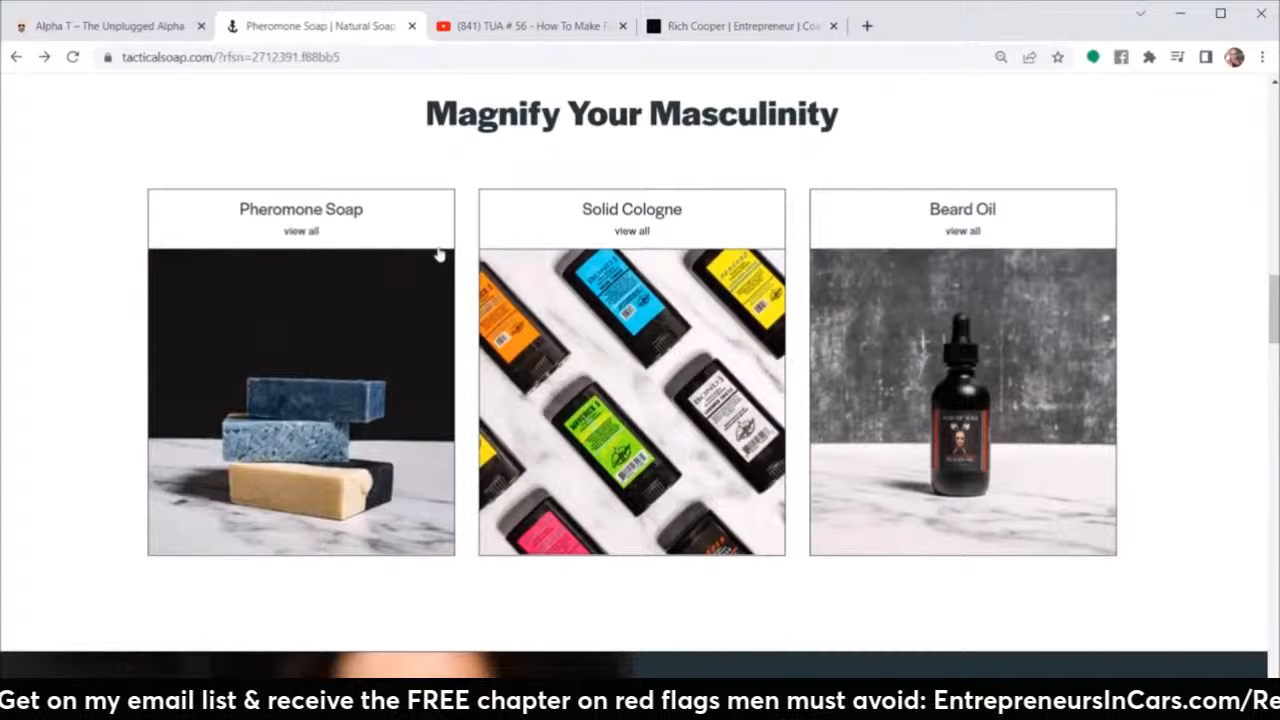 Alpha T – The Unplugged Alpha
Pheromone Soap | Natural Soap
(841) TUA # 56 - How To Make F
Rich Cooper | Entrepreneur | Coa
tacticalsoap.com/?rfsn=2712391.f88bb5
Magnify Your Masculinity
Pheromone Soap
view all
Solid Cologne
view all
Beard Oil
view all
Get on my email list & receive the FREE chapter on red flags men must avoid: EntrepreneursInCars.com/Re